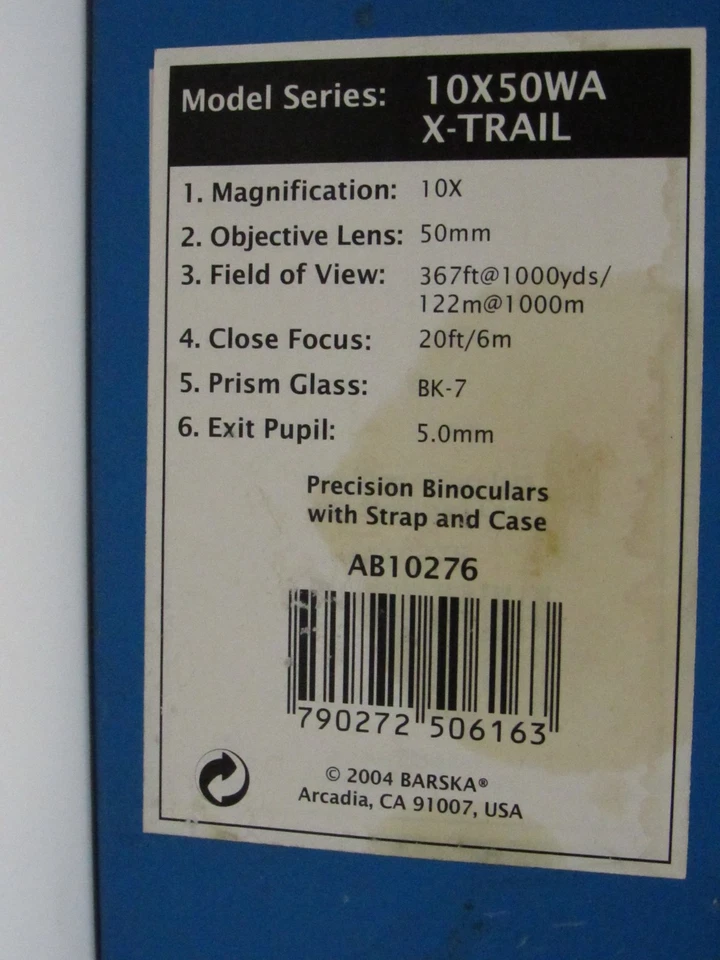 Model Series: 10X50WA
X-TRAIL
1. Magnification: 10X
2. Objective Lens: 50mm
3. Field of View: 367ft@1000yds/
122m@1000m
4. Close Focus: 20ft/6m
5. Prism Glass: BK-7
6. Exit Pupil: 5.0mm
Precision Binoculars
with Strap and Case
AB10276
790272 506163
© 2004 BARSKA®
Arcadia, CA 91007, USA